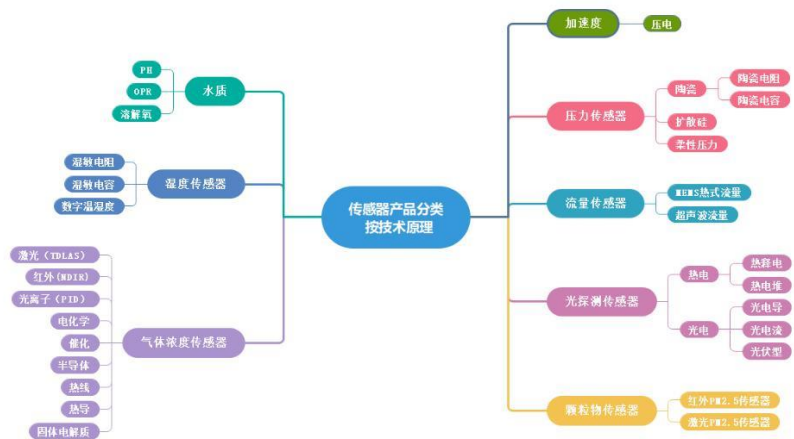 传感器产品分类
按技术原理
水质
PH
OPR
溶解氧
湿度传感器
湿敏电阻
湿敏电容
数字温湿度
气体浓度传感器
激光（TDLAS）
红外(NDIR)
光离子（PID）
电化学
催化
半导体
热线
热导
固体电解质
加速度
压电
压力传感器
陶瓷
陶瓷电阻
陶瓷电容
扩散硅
柔性压力
流量传感器
MEMS热式流量
超声波流量
光探测传感器
热电
热释电
热电堆
光电
光电导
光电流
光伏型
颗粒物传感器
红外PM2.5传感器
激光PM2.5传感器